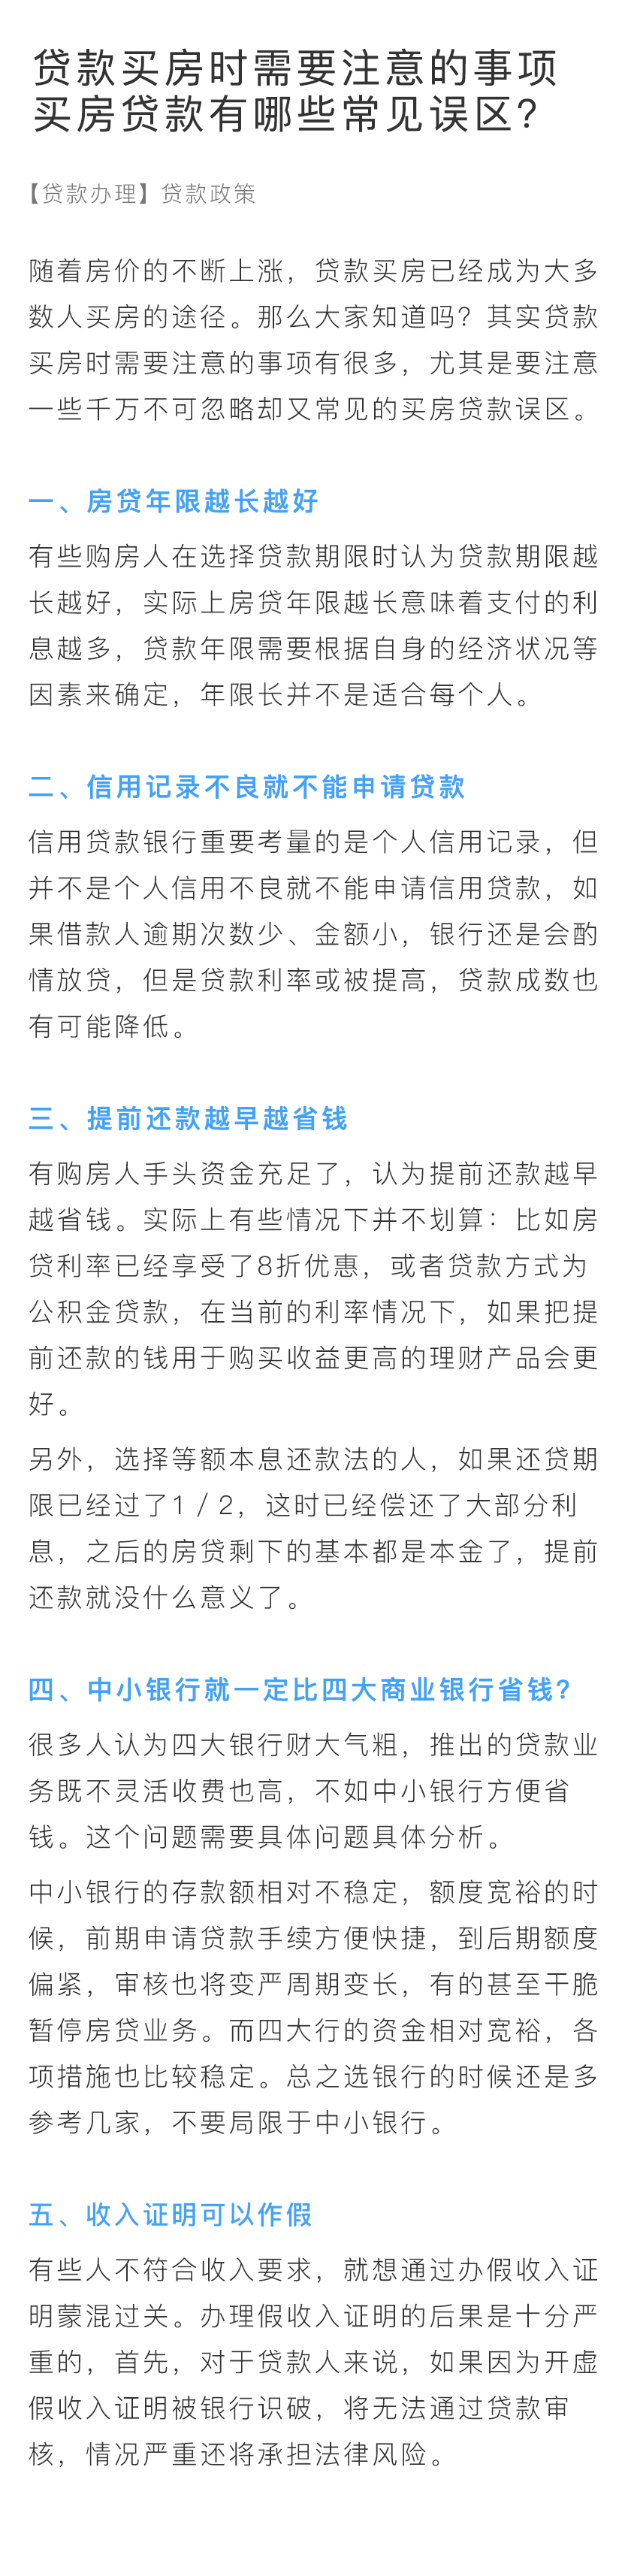 贷款买房时需要注意的事项
买房贷款有哪些常见误区？
【贷款办理】贷款政策
随着房价的不断上涨，贷款买房已经成为大多
数人买房的途径。那么大家知道吗？其实贷款
买房时需要注意的事项有很多，尤其是要注意
一些千万不可忽略却又常见的买房贷款误区。
一、房贷年限越长越好
有些购房人在选择贷款期限时认为贷款期限越
长越好，实际上房贷年限越长意味着支付的利
息越多，贷款年限需要根据自身的经济状况等
因素来确定，年限长并不是适合每个人。
二、信用记录不良就不能申请贷款
信用贷款银行重要考量的是个人信用记录，但
并不是个人信用不良就不能申请信用贷款，如
果借款人逾期次数少、金额小，银行还是会酌
情放贷，但是贷款利率或被提高，贷款成数也
有可能降低。
三、提前还款越早越省钱
有购房人手头资金充足了，认为提前还款越早
越省钱。实际上有些情况下并不划算：比如房
贷利率已经享受了8折优惠，或者贷款方式为
公积金贷款，在当前的利率情况下，如果把提
前还款的钱用于购买收益更高的理财产品会更
好。
另外，选择等额本息还款法的人，如果还贷期
限已经过了1／2，这时已经偿还了大部分利
息，之后的房贷剩下的基本都是本金了，提前
还款就没什么意义了。
四、中小银行就一定比四大商业银行省钱？
很多人认为四大银行财大气粗，推出的贷款业
务既不灵活收费也高，不如中小银行方便省
钱。这个问题需要具体问题具体分析。
中小银行的存款额相对不稳定，额度宽裕的时
候，前期申请贷款手续方便快捷，到后期额度
偏紧，审核也将变严周期变长，有的甚至干脆
暂停房贷业务。而四大行的资金相对宽裕，各
项措施也比较稳定。总之选银行的时候还是多
参考几家，不要局限于中小银行。
五、收入证明可以作假
有些人不符合收入要求，就想通过办假收入证
明蒙混过关。办理假收入证明的后果是十分严
重的，首先，对于贷款人来说，如果因为开虚
假收入证明被银行识破，将无法通过贷款审
核，情况严重还将承担法律风险。